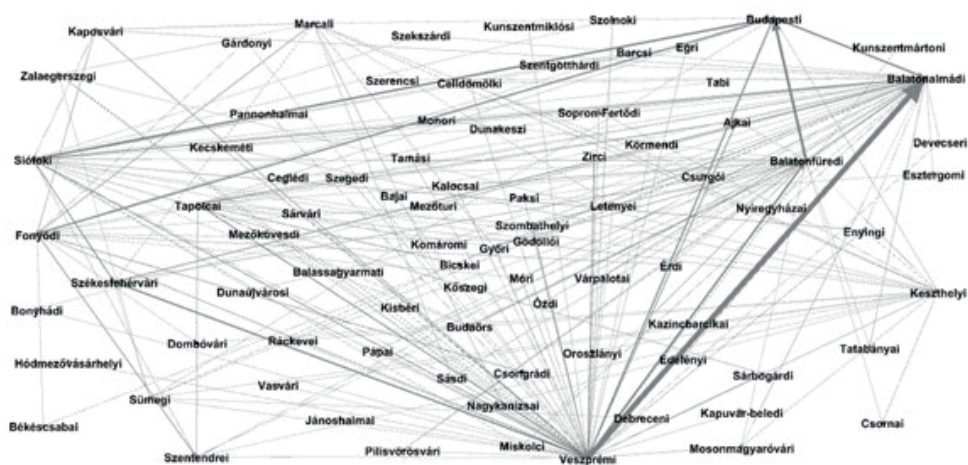 Marcali
Kaposvári
Gárdonyi
Szekszárdi
Kunszentmiklósi
Szolnoki
Budapesti
Kunszentmártoni
Barcsi
Egri
Zalaegerszegi
Szentgotthárdi
Szerencsi
Celldömölki
Tabi
Balatonalmádi
Pannonhalmai
Monori
Sopron-Fertődi
Ajkai
Dunakeszi
Kecskeméti
Körmendi
Devecseri
Siófoki
Tamási
Zirci
Balatonfüredi
Ceglédi
Szegedi
Csurgói
Esztergomi
Kalocsai
Bajai
Paksi
Tapolcai
Sárvári
Mezőturi
Letenyei
Nyíregyházai
Fonyódi
Mezőkövesdi
Szombathelyi
Enyingi
Komáromi
Győri
Gödöllői
Székesfehérvári
Balassagyarmati
Bicskei
Érdi
Dunaújvárosi
Kőszegi
Móri
Várpalotai
Keszthelyi
Bonyhádi
Kisbéri
Ózdi
Budaörs
Kazincbarcikai
Dombóvári
Ráckevei
Pápai
Oroszlányi
Edelényi
Tatabányai
Hódmezővásárhelyi
Vasvári
Sásdi
Csorfgrádi
Sárbogárdi
Sümegi
Nagykanizsai
Jánoshalmai
Debreceni
Kapuvár-beledi
Békéscsabai
Csornai
Szentendrei
Pilisvörösvári
Miskolci
Veszprémi
Mosonmagyaróvári